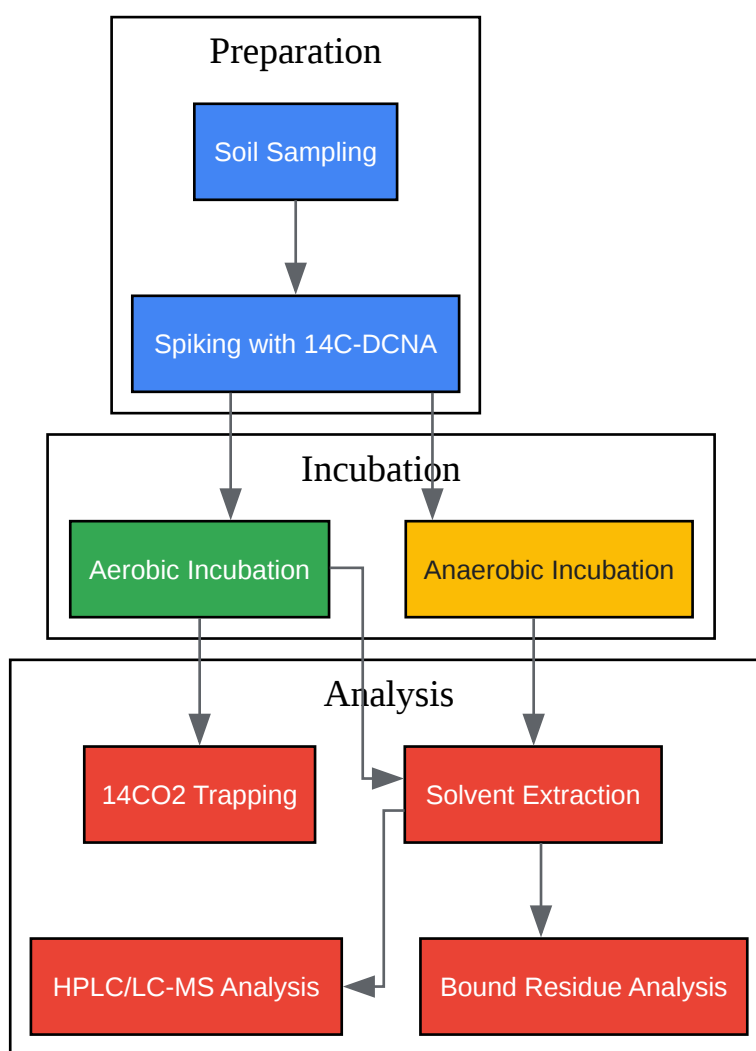 Preparation
Soil Sampling
Spiking with 14C-DCNA
Incubation
Aerobic Incubation
Anaerobic Incubation
Analysis
14CO2 Trapping
Solvent Extraction
HPLC/LC-MS Analysis
Bound Residue Analysis